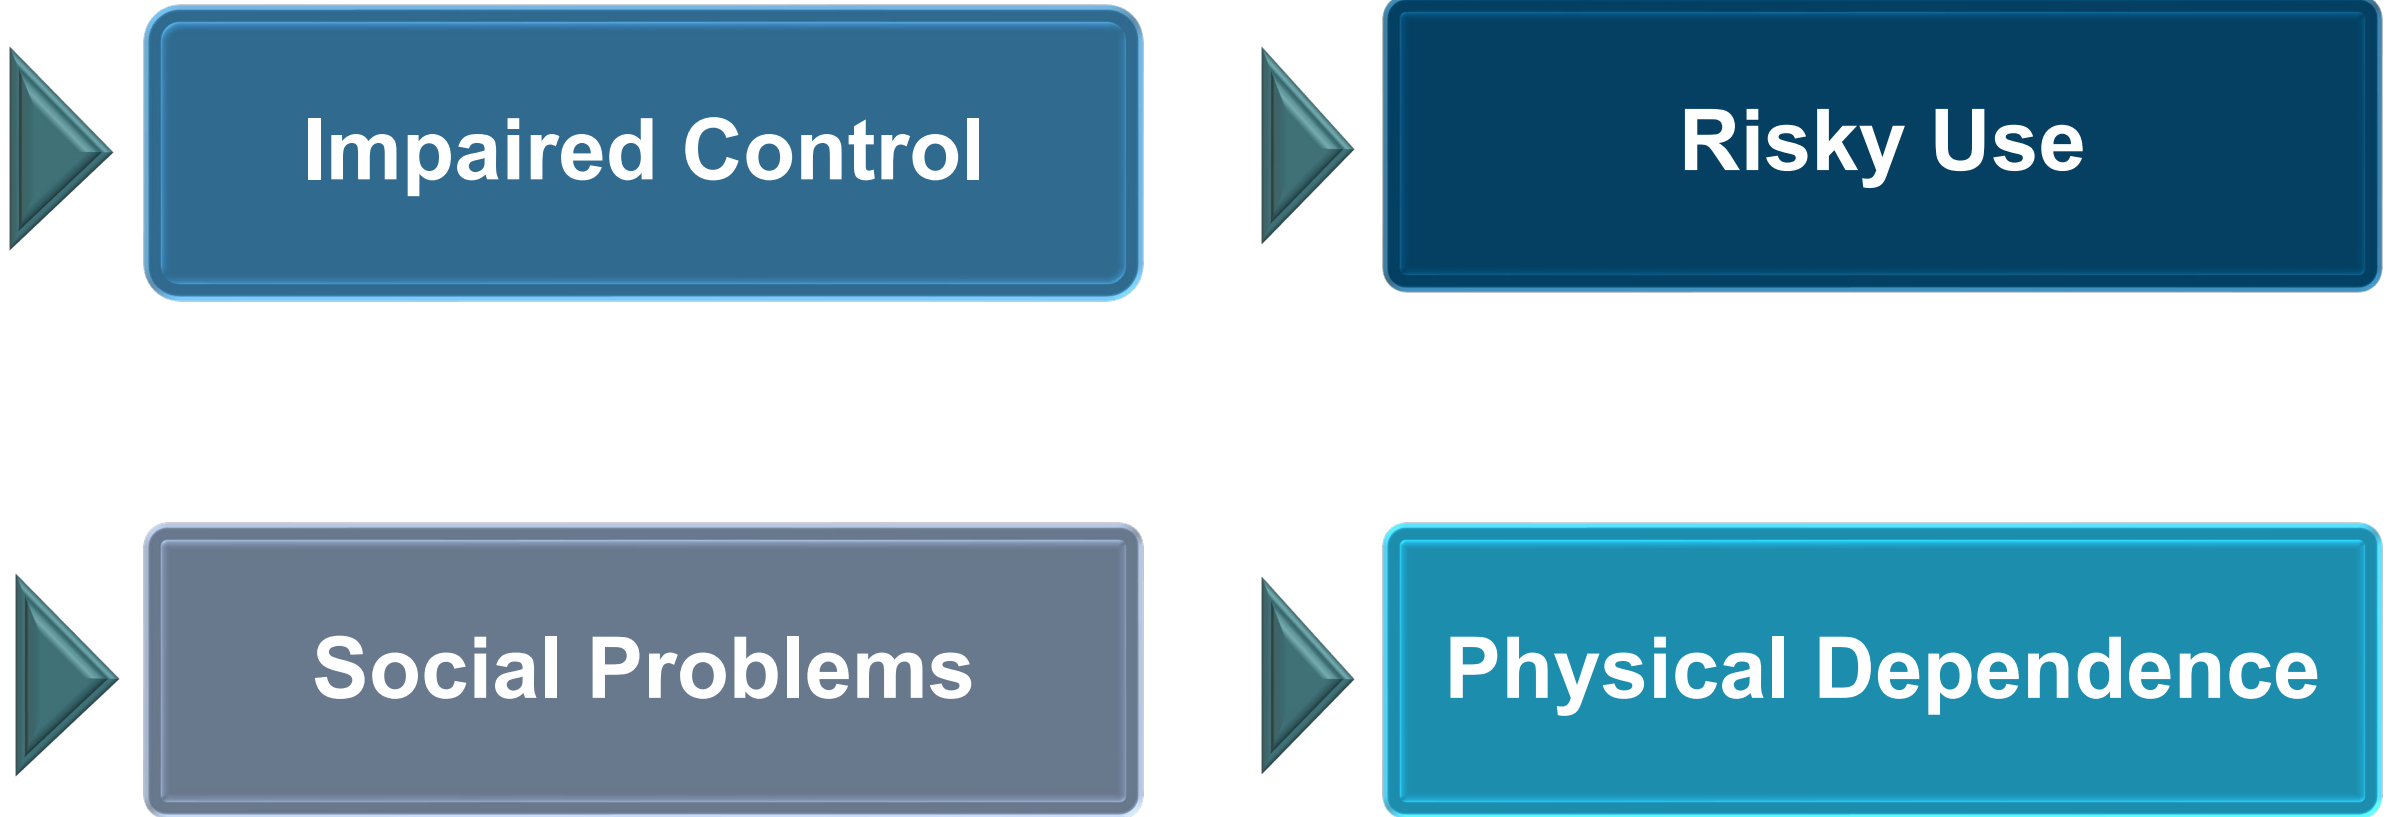 Impaired Control
Risky Use
Social Problems
Physical Dependence